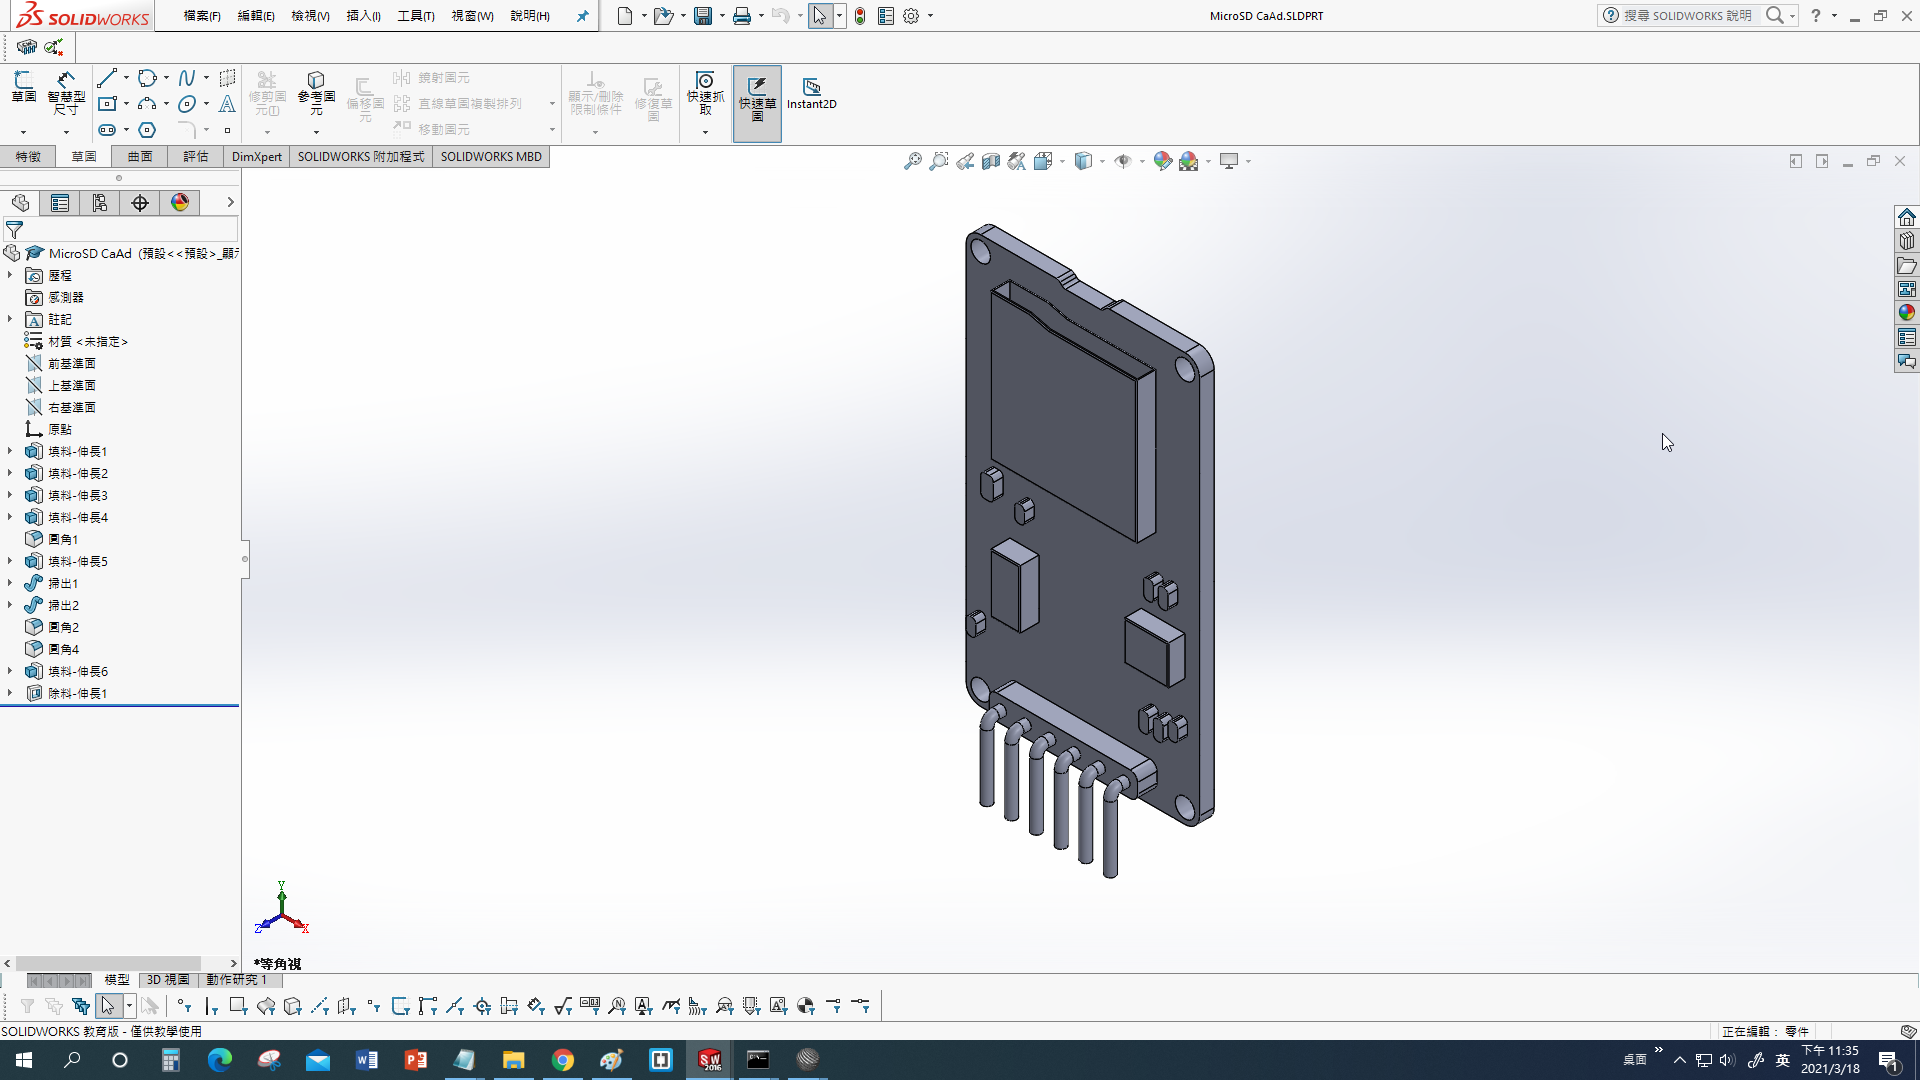 SOLIDWORKS
檔案(F) 編輯(E) 檢視(V) 插入(I) 工具(T) 視窗(W) 說明(H)
MicroSD CaAd.SLDPRT
搜尋 SOLIDWORKS 說明
草圖
智慧型尺寸
修剪圖元(I)
參考圖元
偏移圖元
鏡射圖元
直線草圖複製排列
移動圖元
顯示/刪除限制條件
修復草圖
快速抓取
快速草圖
Instant2D
特徵 草圖 曲面 評估 DimXpert SOLIDWORKS 附加程式 SOLIDWORKS MBD
MicroSD CaAd (預設<<預設>_顯示
歷程
感測器
註記
材質 <未指定>
前基準面
上基準面
右基準面
原點
填料-伸長1
填料-伸長2
填料-伸長3
填料-伸長4
圓角1
填料-伸長5
掃出1
掃出2
圓角2
圓角4
填料-伸長6
除料-伸長1
Y
Z X
*等角視
模型 3D 視圖 動作研究 1
SOLIDWORKS 教育版 - 僅供教學使用
正在編輯： 零件
SW 2016
桌面
英
下午 11:35
2021/3/18
1